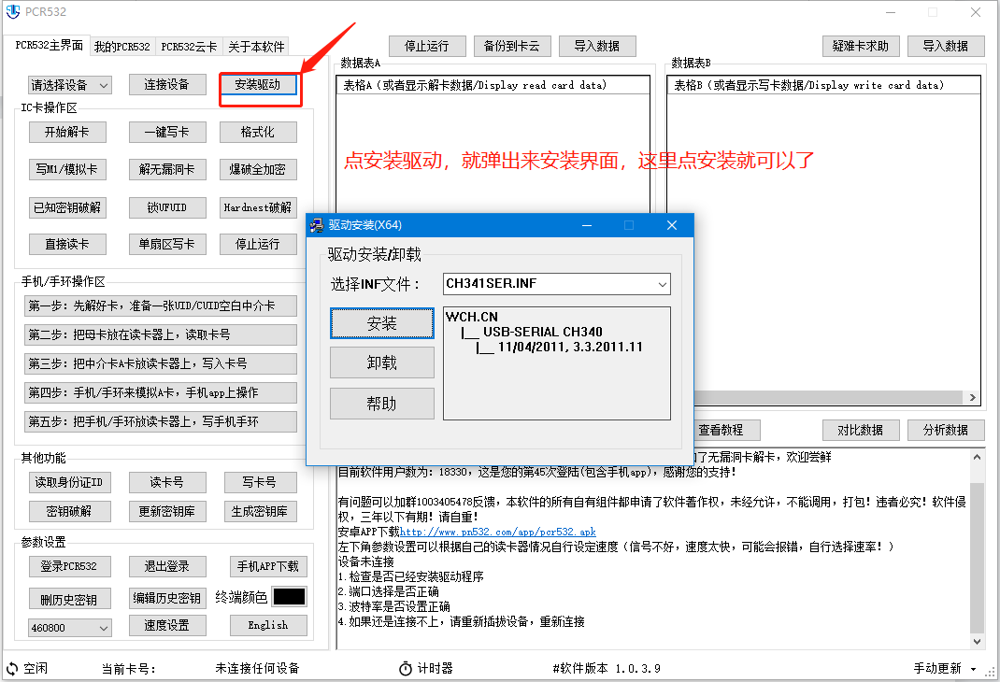 PCR532
PCR532主界面 我的PCR532 PCR532云卡 关于本软件
停止运行 备份到卡云 导入数据 疑难卡求助 导入数据
请选择设备 连接设备 安装驱动
数据表A
表格A（或者显示解卡数据/Display read card data)
数据表B
表格B（或者显示写卡数据/Display write card data)
IC卡操作区
开始解卡 一键写卡 格式化
写M1/模拟卡 解无漏洞卡 爆破全加密
已知密钥破解 锁UFUID Hardnest破解
直接读卡 单扇区写卡 停止运行
点安装驱动，就弹出来安装界面，这里点安装就可以了
驱动安装(X64)
驱动安装/卸载
选择INF文件：
CH341SER.INF
安装
卸载
帮助
WCH.CN
|__ USB-SERIAL CH340
|__ 11/04/2011, 3.3.2011.11
手机/手环操作区
第一步：先解好卡，准备一张UID/CUID空白中介卡
第二步：把母卡放在读卡器上，读取卡号
第三步：把中介卡A卡放读卡器上，写入卡号
第四步：手机/手环来模拟A卡，手机app上操作
第五步：把手机/手环放读卡器上，写手机手环
查看教程 对比数据 分析数据
其他功能
读取身份证ID 读卡号 写卡号
密钥破解 更新密钥库 生成密钥库
参数设置
登录PCR532 退出登录 手机APP下载
删历史密钥 编辑历史密钥 终端颜色
460800 速度设置 English
了无漏洞卡解卡，欢迎尝鲜
目前软件用户数为：18330，这是您的第45次登陆(包含手机app)，感谢您的支持！
有问题可以加群1003405478反馈，本软件的所有自有组件都申请了软件著作权，未经允许，不能调用，打包！违者必究！软件侵
权，三年以下有期！请自重！
安卓APP下载http://www.pn532.com/app/pcr532.apk
左下角参数设置可以根据自己的读卡器情况自行设定速度（信号不好，速度太快，可能会报错，自行选择速率！）
设备未连接
1.检查是否已经安装驱动程序
2.端口选择是否正确
3.波特率是否设置正确
4.如果还是连接不上，请重新插拔设备，重新连接
空闲 当前卡号： 未连接任何设备 计时器 #软件版本 1.0.3.9 手动更新